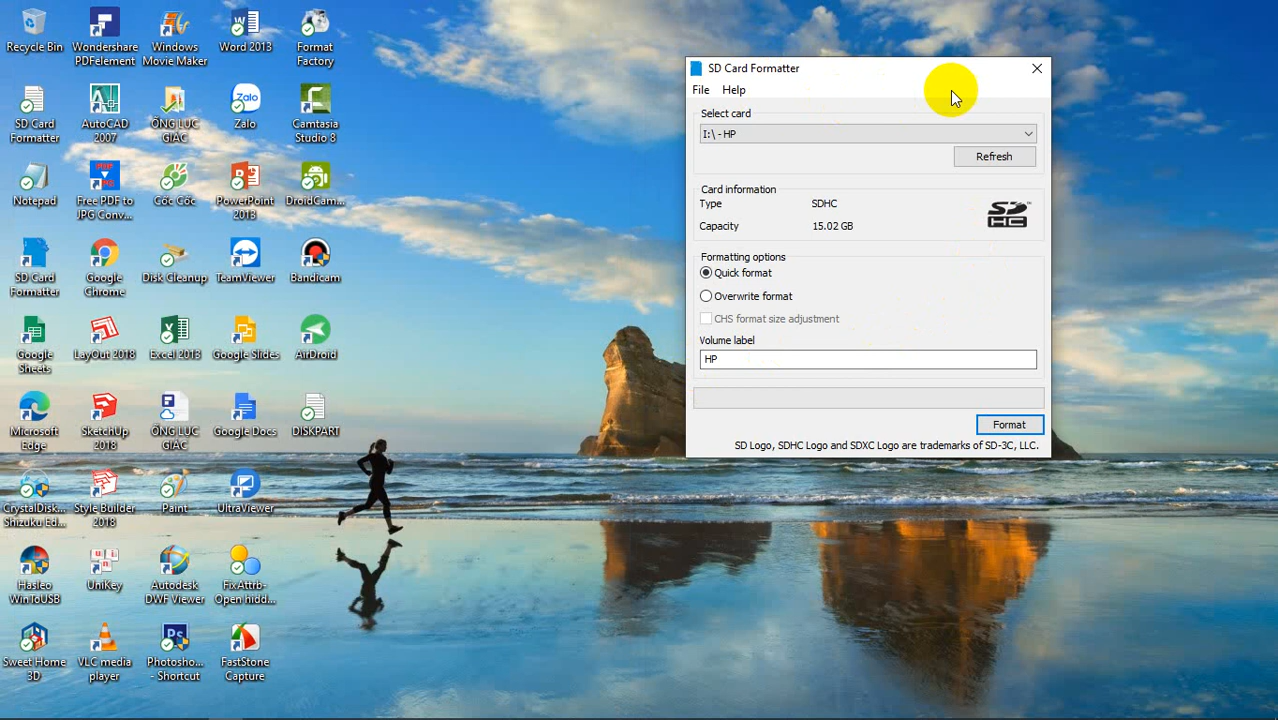 Recycle Bin
Wondershare
PDFelement
Windows
Movie Maker
Word 2013
Format
Factory
SD Card
Formatter
AutoCAD
2007
ÔNG LỤC
GIÁC
Zalo
Camtasia
Studio 8
Notepad
Free PDF to
JPG Conv...
Cốc Cốc
PowerPoint
2013
DroidCam...
SD Card
Formatter
Google
Chrome
Disk Cleanup
TeamViewer
Bandicam
Google
Sheets
LayOut 2018
Excel 2013
Google Slides
AirDroid
Microsoft
Edge
SketchUp
2018
ÔNG LỤC
GIÁC
Google Docs
DISKPART
CrystalDisk...
Shizuku Ed...
Style Builder
2018
Paint
UltraViewer
Hasleo
WinToUSB
UniKey
Autodesk
DWF Viewer
FixAttrb-
Open hidd...
Sweet Home
3D
VLC media
player
Photosho...
- Shortcut
FastStone
Capture
SD Card Formatter
File Help
Select card
I:\ - HP
Refresh
Card information
Type SDHC
Capacity 15.02 GB
SD HC
Formatting options
Quick format
Overwrite format
CHS format size adjustment
Volume label
HP
Format
SD Logo, SDHC Logo and SDXC Logo are trademarks of SD-3C, LLC.